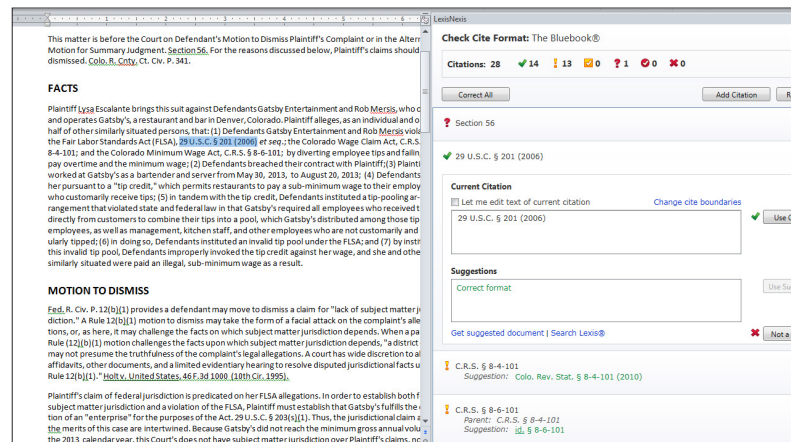 This matter is before the Court on Defendant's Motion to Dismiss Plaintiff's Complaint or in the Altern
Motion for Summary Judgment. Section 56. For the reasons discussed below, Plaintiff's claims should
dismissed. Colo. R. Cnty. Ct. Civ. P. 341.
FACTS
Plaintiff Lysa Escalante brings this suit against Defendants Gatsby Entertainment and Rob Mersis, who o
and operates Gatsby's, a restaurant and bar in Denver, Colorado. Plaintiff alleges, as an individual and o
half of other similarly situated persons, that: (1) Defendants Gatsby Entertainment and Rob Mersis viola
the Fair Labor Standards Act (FLSA), 29 U.S.C. § 201 (2006) et seq.; the Colorado Wage Claim Act, C.R.S.
8-4-101; and the Colorado Minimum Wage Act, C.R.S. § 8-6-101; by diverting employee tips and failin
pay overtime and the minimum wage; (2) Defendants breached their contract with Plaintiff; (3) Plainti
worked at Gatsby's as a bartender and server from May 30, 2013, to August 20, 2013; (4) Defendants
her pursuant to a "tip credit," which permits restaurants to pay a sub-minimum wage to their employ
who customarily receive tips; (5) in tandem with the tip credit, Defendants instituted a tip-pooling ar-
rangement that violated state and federal law in that Gatsby's required all employees who received t
directly from customers to combine their tips into a pool, which Gatsby's distributed among those tip
employees, as well as management, kitchen staff, and other employees who are not customarily and
ularly tipped; (6) in doing so, Defendants instituted an invalid tip pool under the FLSA; and (7) by insti
this invalid tip pool, Defendants improperly invoked the tip credit against her wage, and she and othe
similarly situated were paid an illegal, sub-minimum wage as a result.
MOTION TO DISMISS
Fed. R. Civ. P. 12(b)(1) provides a defendant may move to dismiss a claim for "lack of subject matter j
diction." A Rule 12(b)(1) motion to dismiss may take the form of a facial attack on the complaint's alle
tions, or, as here, it may challenge the facts on which subject matter jurisdiction depends. When a pa
Rule (12)(b)(1) motion challenges the facts upon which subject matter jurisdiction depends, "a district
may not presume the truthfulness of the complaint's legal allegations. A court has wide discretion to al
affidavits, other documents, and a limited evidentiary hearing to resolve disputed jurisdictional facts u
Rule 12(b)(1)." Holt v. United States, 46 F.3d 1000 (10th Cir. 1995).
Plaintiff's claim of federal jurisdiction is predicated on her FLSA allegations. In order to establish both f
subject matter jurisdiction and a violation of the FLSA, Plaintiff must establish that Gatsby's fulfills the
tion of an "enterprise" for the purposes of the Act. 29 U.S.C. § 203(s)(1). Thus, the jurisdictional claim a
the merits of this case are intertwined. Because Gatsby's did not reach the minimum gross annual volu
the 2013 calendar year, this Court's does not have subject matter jurisdiction over Plaintiff's claims, no
LexisNexis
Check Cite Format: The Bluebook®
Citations: 28 14 13 0 1 0 0
Correct All
Add Citation
R
Section 56
29 U.S.C. § 201 (2006)
Current Citation
Let me edit text of current citation
Change cite boundaries
29 U.S.C. § 201 (2006)
Use C
Suggestions
Correct format
Use Su
Get suggested document | Search Lexis®
Not a
C.R.S. § 8-4-101
Suggestion: Colo. Rev. Stat. § 8-4-101 (2010)
C.R.S. § 8-6-101
Parent: C.R.S. § 8-4-101
Suggestion: id. § 8-6-101